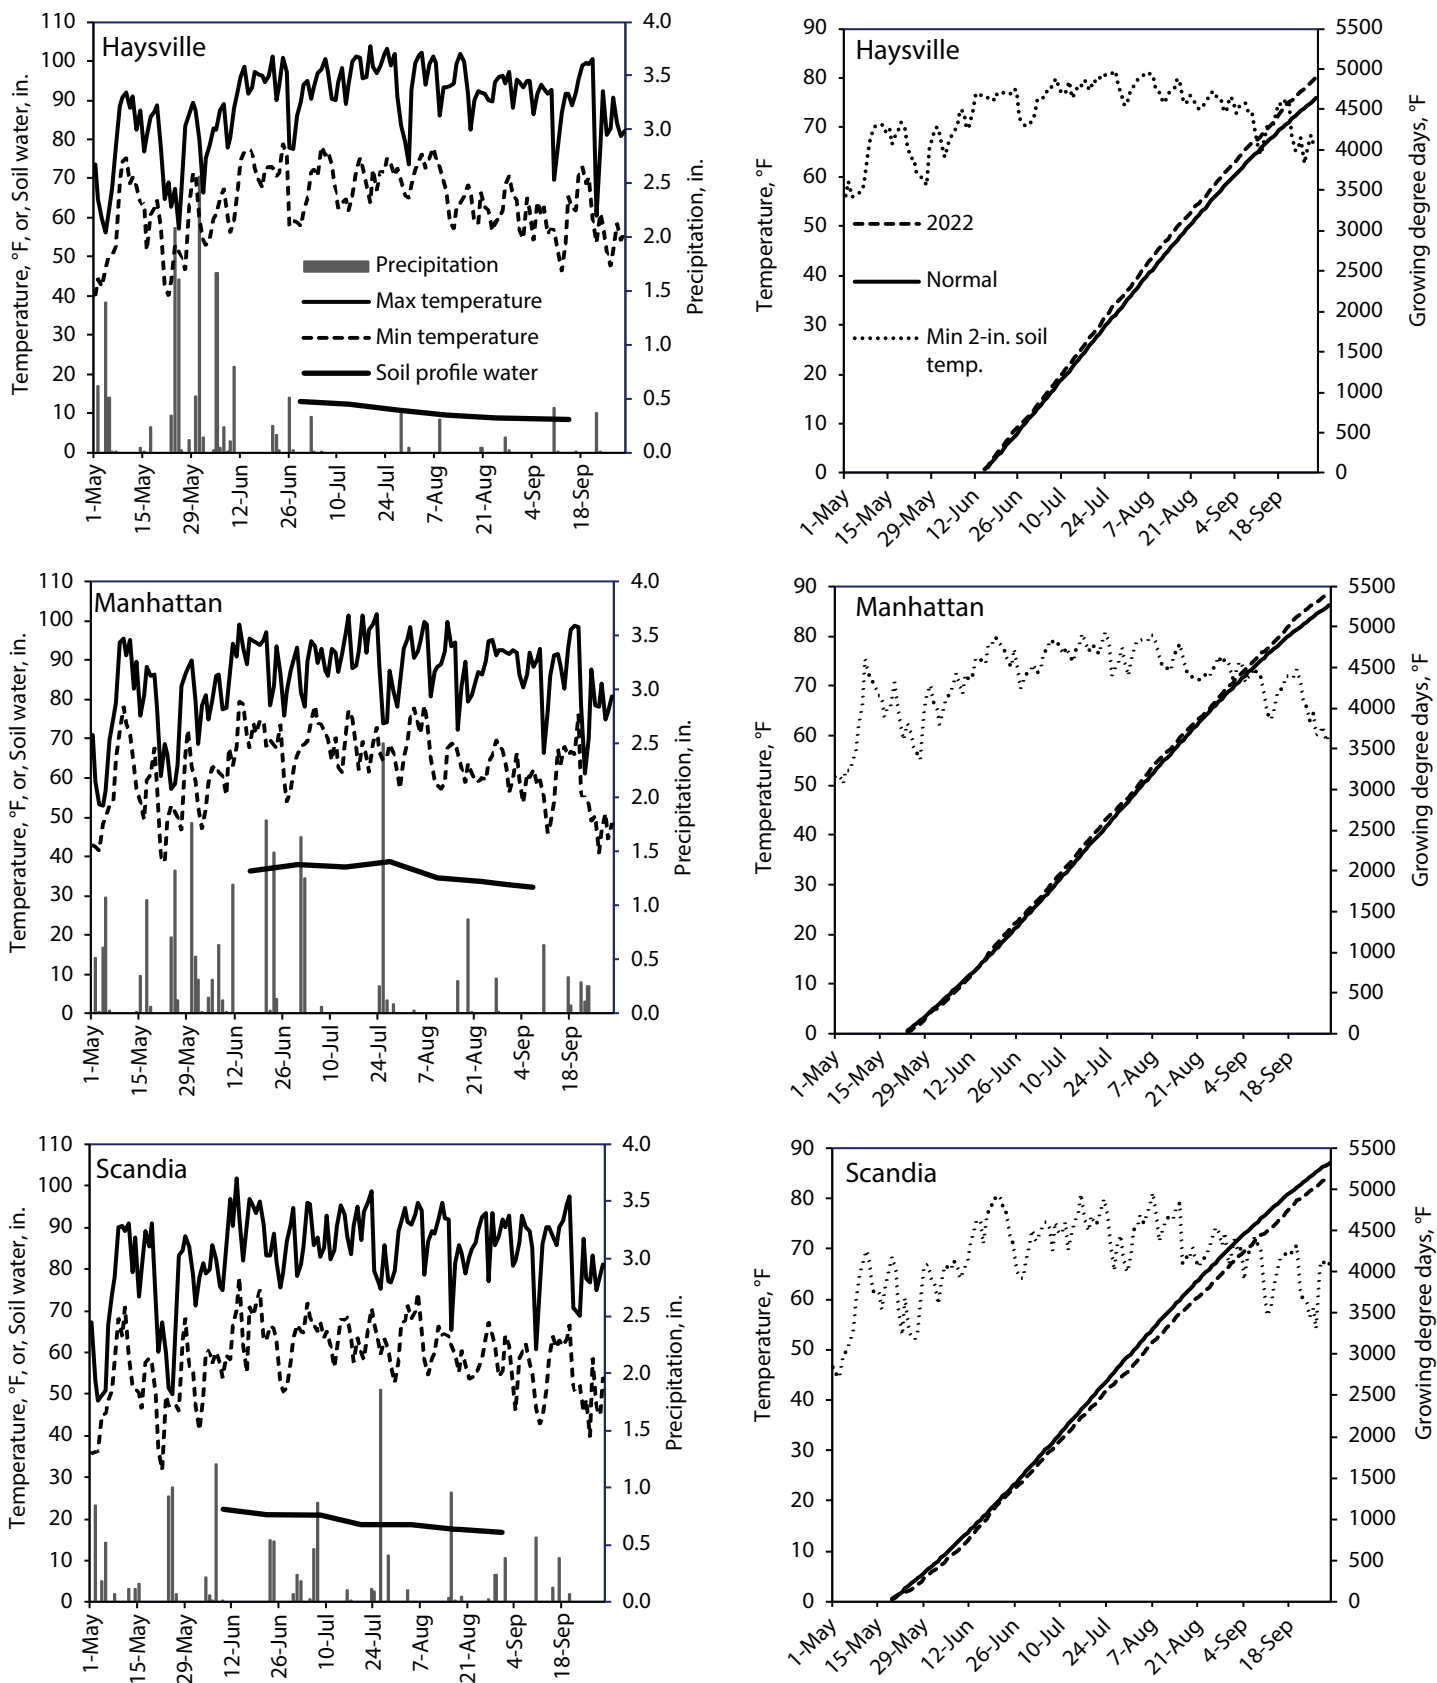 Haysville
Temperature, °F, or, Soil water, in.
110
100
90
80
70
60
50
40
30
20
10
0
4.0
3.5
3.0
2.5
2.0
1.5
1.0
0.5
0.0
Precipitation, in.
Precipitation
Max temperature
Min temperature
Soil profile water
1-May
15-May
29-May
12-Jun
26-Jun
10-Jul
24-Jul
7-Aug
21-Aug
4-Sep
18-Sep
Haysville
Temperature, °F
90
80
70
60
50
40
30
20
10
0
5500
5000
4500
4000
3500
3000
2500
2000
1500
1000
500
0
Growing degree days, °F
2022
Normal
Min 2-in. soil
temp.
1-May
15-May
29-May
12-Jun
26-Jun
10-Jul
24-Jul
7-Aug
21-Aug
4-Sep
18-Sep
Manhattan
Temperature, °F, or, Soil water, in.
110
100
90
80
70
60
50
40
30
20
10
0
4.0
3.5
3.0
2.5
2.0
1.5
1.0
0.5
0.0
Precipitation, in.
1-May
15-May
29-May
12-Jun
26-Jun
10-Jul
24-Jul
7-Aug
21-Aug
4-Sep
18-Sep
Manhattan
Temperature, °F
90
80
70
60
50
40
30
20
10
0
5500
5000
4500
4000
3500
3000
2500
2000
1500
1000
500
0
Growing degree days, °F
1-May
15-May
29-May
12-Jun
26-Jun
10-Jul
24-Jul
7-Aug
21-Aug
4-Sep
18-Sep
Scandia
Temperature, °F, or, Soil water, in.
110
100
90
80
70
60
50
40
30
20
10
0
4.0
3.5
3.0
2.5
2.0
1.5
1.0
0.5
0.0
Precipitation, in.
1-May
15-May
29-May
12-Jun
26-Jun
10-Jul
24-Jul
7-Aug
21-Aug
4-Sep
18-Sep
Scandia
Temperature, °F
90
80
70
60
50
40
30
20
10
0
5500
5000
4500
4000
3500
3000
2500
2000
1500
1000
500
0
Growing degree days, °F
1-May
15-May
29-May
12-Jun
26-Jun
10-Jul
24-Jul
7-Aug
21-Aug
4-Sep
18-Sep